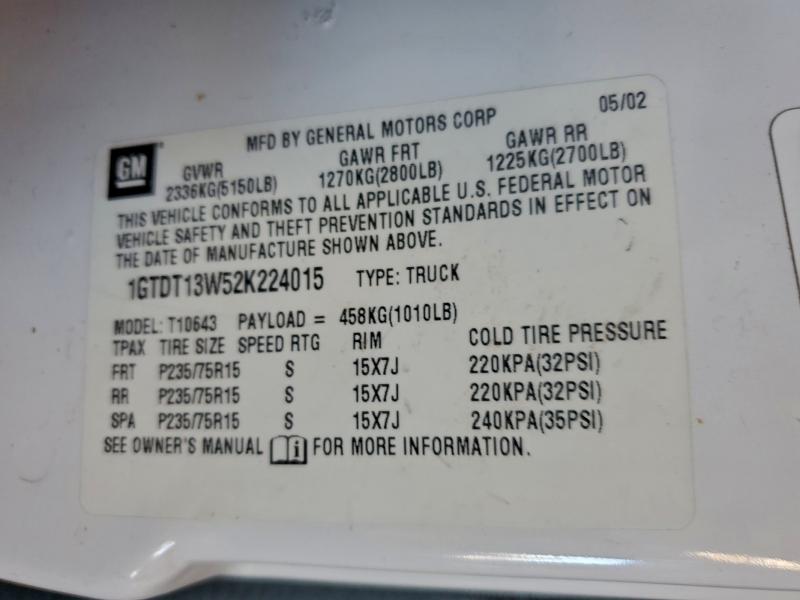 05/02
MFD BY GENERAL MOTORS CORP
GM
GVWR GAWR FRT GAWR RR
2336KG(5150LB) 1270KG(2800LB) 1225KG(2700LB)
THIS VEHICLE CONFORMS TO ALL APPLICABLE U.S. FEDERAL MOTOR
VEHICLE SAFETY AND THEFT PREVENTION STANDARDS IN EFFECT ON
THE DATE OF MANUFACTURE SHOWN ABOVE.
1GTDT13W52K224015 TYPE: TRUCK
MODEL: T10643 PAYLOAD = 458KG(1010LB)
TPAX TIRE SIZE SPEED RTG RIM COLD TIRE PRESSURE
FRT P235/75R15 S 15X7J 220KPA(32PSI)
RR P235/75R15 S 15X7J 220KPA(32PSI)
SPA P235/75R15 S 15X7J 240KPA(35PSI)
SEE OWNER'S MANUAL i FOR MORE INFORMATION.